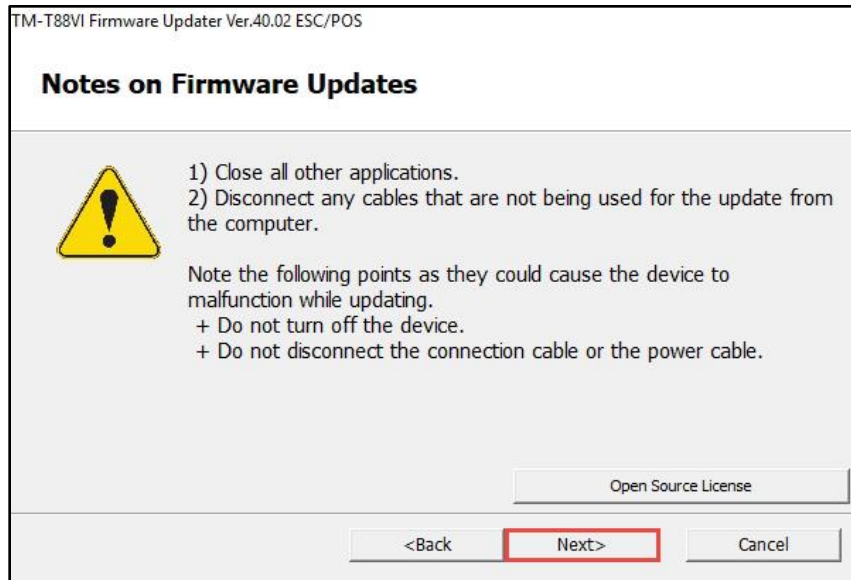 TM-T88VI Firmware Updater Ver.40.02 ESC/POS
Notes on Firmware Updates
1) Close all other applications.
2) Disconnect any cables that are not being used for the update from
the computer.
Note the following points as they could cause the device to
malfunction while updating.
+ Do not turn off the device.
+ Do not disconnect the connection cable or the power cable.
Open Source License
<Back Next> Cancel